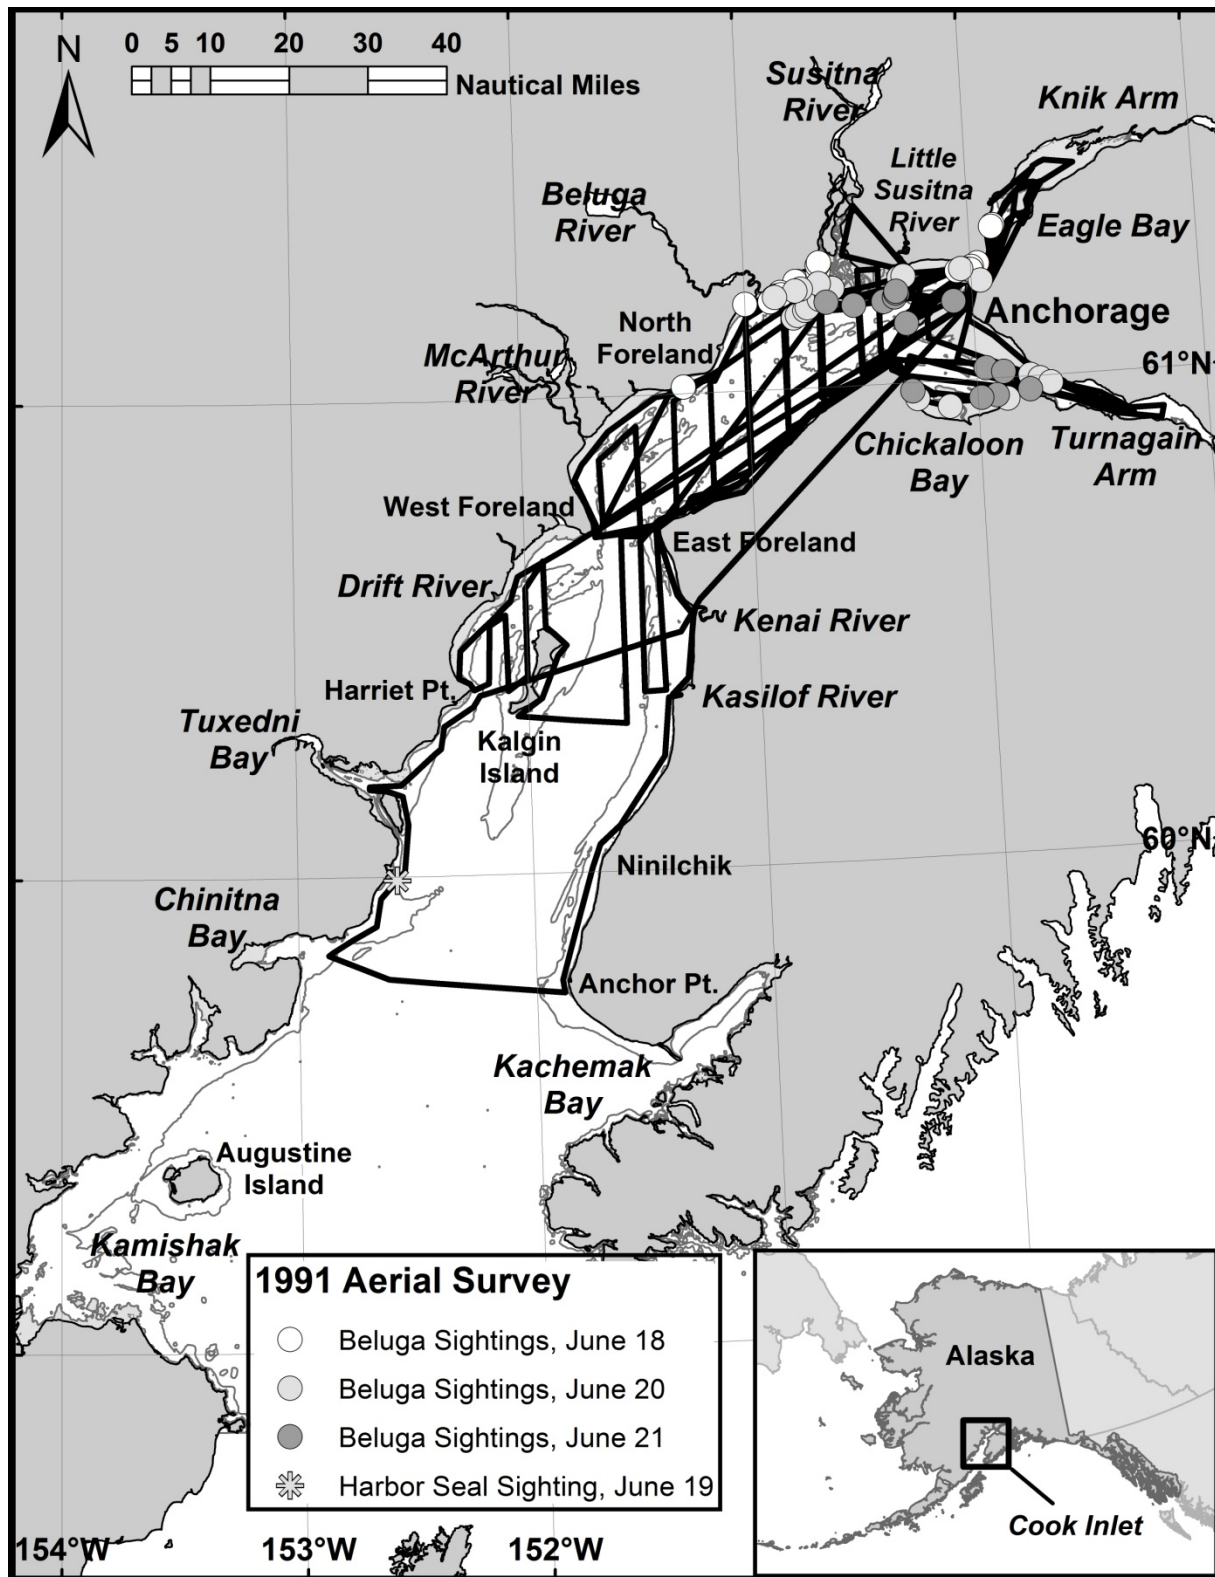 0 5 10 20 30 40
Nautical Miles
N
Susitna
River
Knik Arm
Little
Susitna
River
Beluga
River
Eagle Bay
Anchorage
North
Foreland
McArthur
River
61°N
Chickaloon
Bay
Turnagain
Arm
West Foreland
East Foreland
Drift River
Kenai River
Harriet Pt.
Kasilof River
Tuxedni
Bay
Kalgin
Island
60°N
Ninilchik
Chinitna
Bay
Anchor Pt.
Kachemak
Bay
Augustine
Island
Kamishak
Bay
1991 Aerial Survey
Beluga Sightings, June 18
Beluga Sightings, June 20
Beluga Sightings, June 21
Harbor Seal Sighting, June 19
Alaska
Cook Inlet
154°W 153°W 152°W